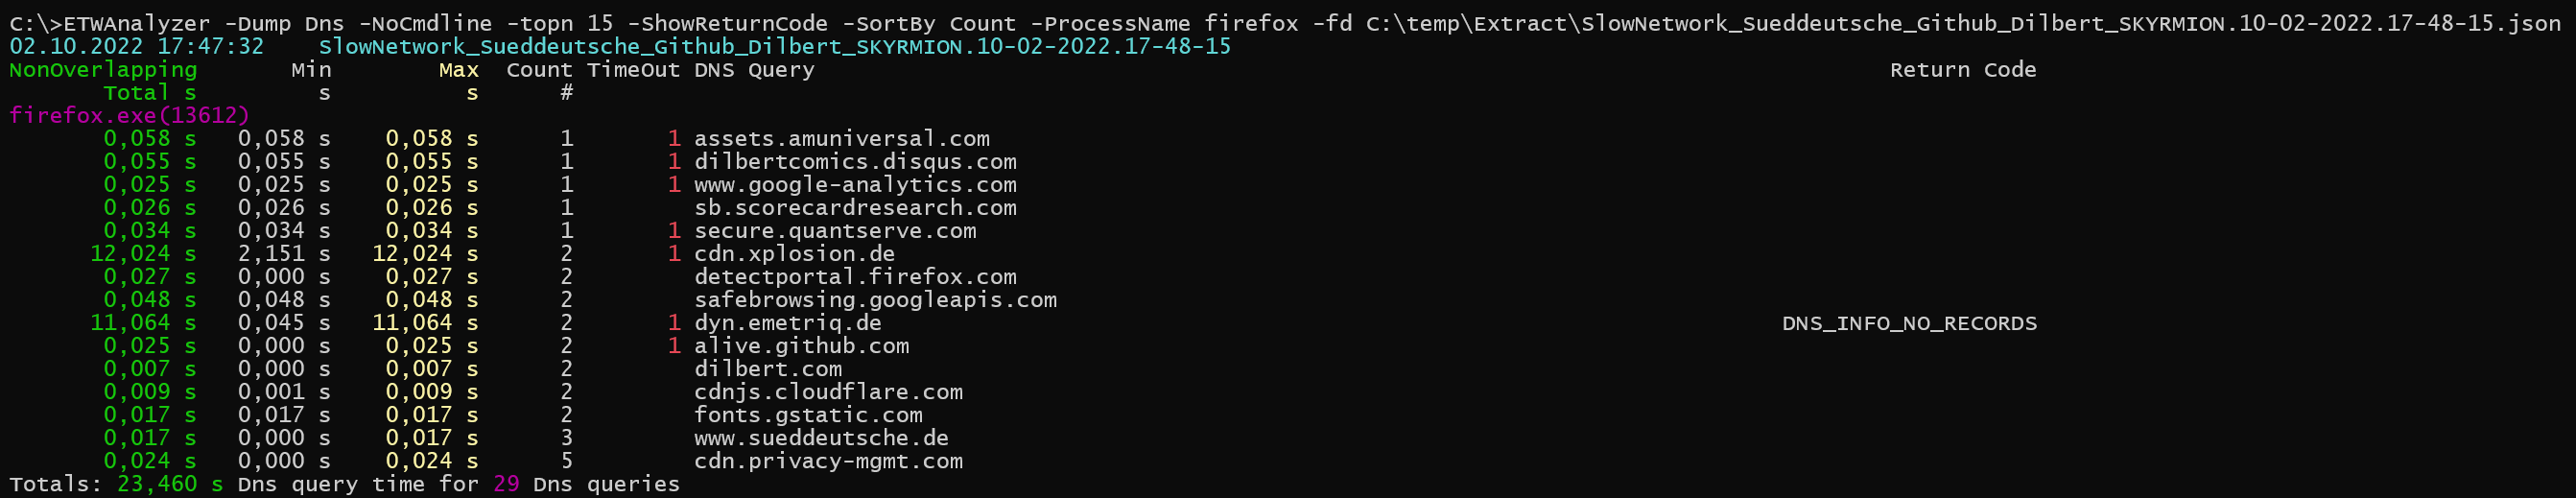 C:\>ETWAnalyzer -Dump Dns -NoCmdline -topn 15 -ShowReturnCode -SortBy Count -ProcessName firefox -fd C:\temp\Extract\SlowNetwork_Sueddeutsche_Github_Dilbert_SKYRMION.10-02-2022.17-48-15.json
02.10.2022 17:47:32    SlowNetwork_Sueddeutsche_Github_Dilbert_SKYRMION.10-02-2022.17-48-15
NonOverlapping       Min        Max  Count TimeOut DNS Query                                                                                Return Code
       Total s         s          s      #
firefox.exe(13612)
       0,058 s   0,058 s    0,058 s      1       1 assets.amuniversal.com
       0,055 s   0,055 s    0,055 s      1       1 dilbertcomics.disqus.com
       0,025 s   0,025 s    0,025 s      1       1 www.google-analytics.com
       0,026 s   0,026 s    0,026 s      1         sb.scorecardresearch.com
       0,034 s   0,034 s    0,034 s      1       1 secure.quantserve.com
      12,024 s   2,151 s   12,024 s      2       1 cdn.xplosion.de
       0,027 s   0,000 s    0,027 s      2         detectportal.firefox.com
       0,048 s   0,048 s    0,048 s      2         safebrowsing.googleapis.com
      11,064 s   0,045 s   11,064 s      2       1 dyn.emetriq.de                                                                   DNS_INFO_NO_RECORDS
       0,025 s   0,000 s    0,025 s      2       1 alive.github.com
       0,007 s   0,000 s    0,007 s      2         dilbert.com
       0,009 s   0,001 s    0,009 s      2         cdnjs.cloudflare.com
       0,017 s   0,017 s    0,017 s      2         fonts.gstatic.com
       0,017 s   0,000 s    0,017 s      3         www.sueddeutsche.de
       0,024 s   0,000 s    0,024 s      5         cdn.privacy-mgmt.com
Totals: 23,460 s Dns query time for 29 Dns queries